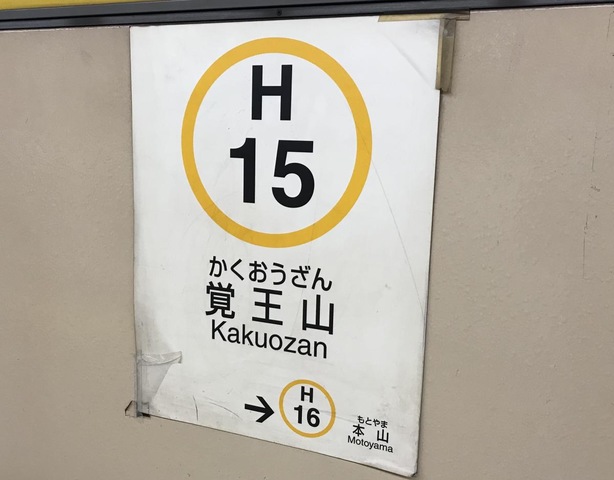 H
15
かくおうざん
覚王山
Kakuozan
→ H
16
もとやま
本山
Motoyama